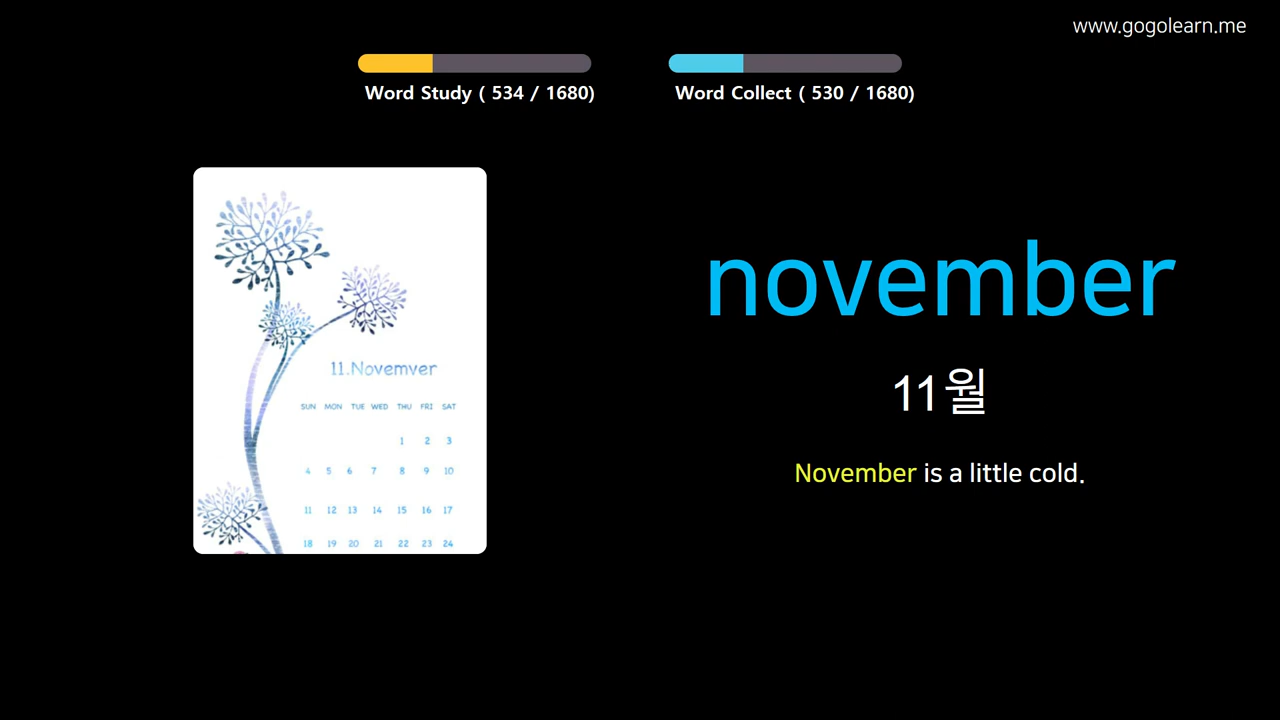 www.gogolearn.me
Word Study ( 534 / 1680)
Word Collect ( 530 / 1680)
11.Novemver
SUN MON TUE WED THU FRI SAT
1 2 3
4 5 6 7 8 9 10
11 12 13 14 15 16 17
18 19 20 21 22 23 24
november
11월
November is a little cold.